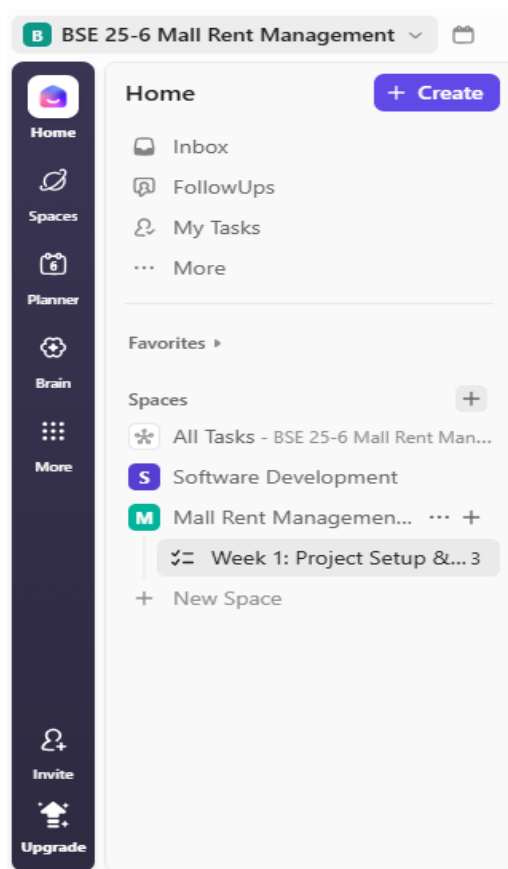 B BSE 25-6 Mall Rent Management
Home
Spaces
6
Planner
Brain
More
Invite
Upgrade
Home
+ Create
Inbox
FollowUps
My Tasks
... More
Favorites
Spaces +
All Tasks - BSE 25-6 Mall Rent Man...
S Software Development
M Mall Rent Managemen... ... +
Week 1: Project Setup &... 3
+ New Space